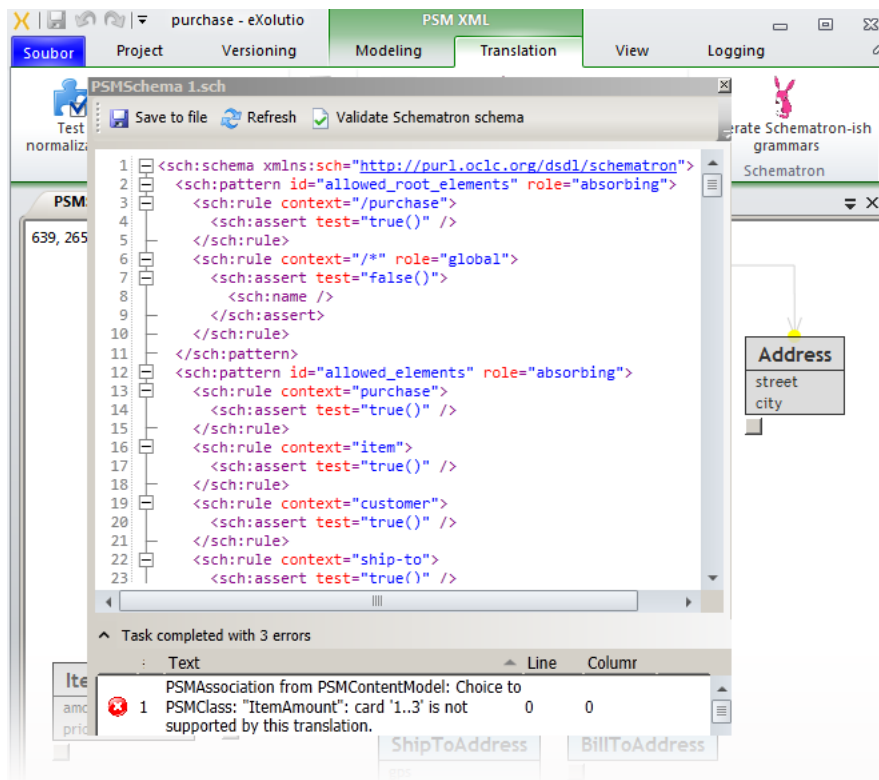 purchase - eXolutio
PSM XML
Soubor Project Versioning Modeling Translation View Logging
PSMSchema 1.sch
Save to file Refresh Validate Schematron schema
Test
Schematron-ish
grammars
Schematron
639, 265
1 <sch:schema xmlns:sch="http://purl.oclc.org/dsdl/schematron">
2 <sch:pattern id="allowed_root_elements" role="absorbing">
3 <sch:rule context="/purchase">
4 <sch:assert test="true()" />
5 </sch:rule>
6 <sch:rule context="/*" role="global">
7 <sch:assert test="false()">
8 <sch:name />
9 </sch:assert>
10 </sch:rule>
11 </sch:pattern>
12 <sch:pattern id="allowed_elements" role="absorbing">
13 <sch:rule context="purchase">
14 <sch:assert test="true()" />
15 </sch:rule>
16 <sch:rule context="item">
17 <sch:assert test="true()" />
18 </sch:rule>
19 <sch:rule context="customer">
20 <sch:assert test="true()" />
21 </sch:rule>
22 <sch:rule context="ship-to">
23 <sch:assert test="true()" />
Address
street
city
Task completed with 3 errors
Text Line Column
1 PSMAssociation from PSMContentModel: Choice to
PSMClass: "ItemAmount": card '1..3' is not 0 0
supported by this translation.
ShipToAddress BillToAddress
gps